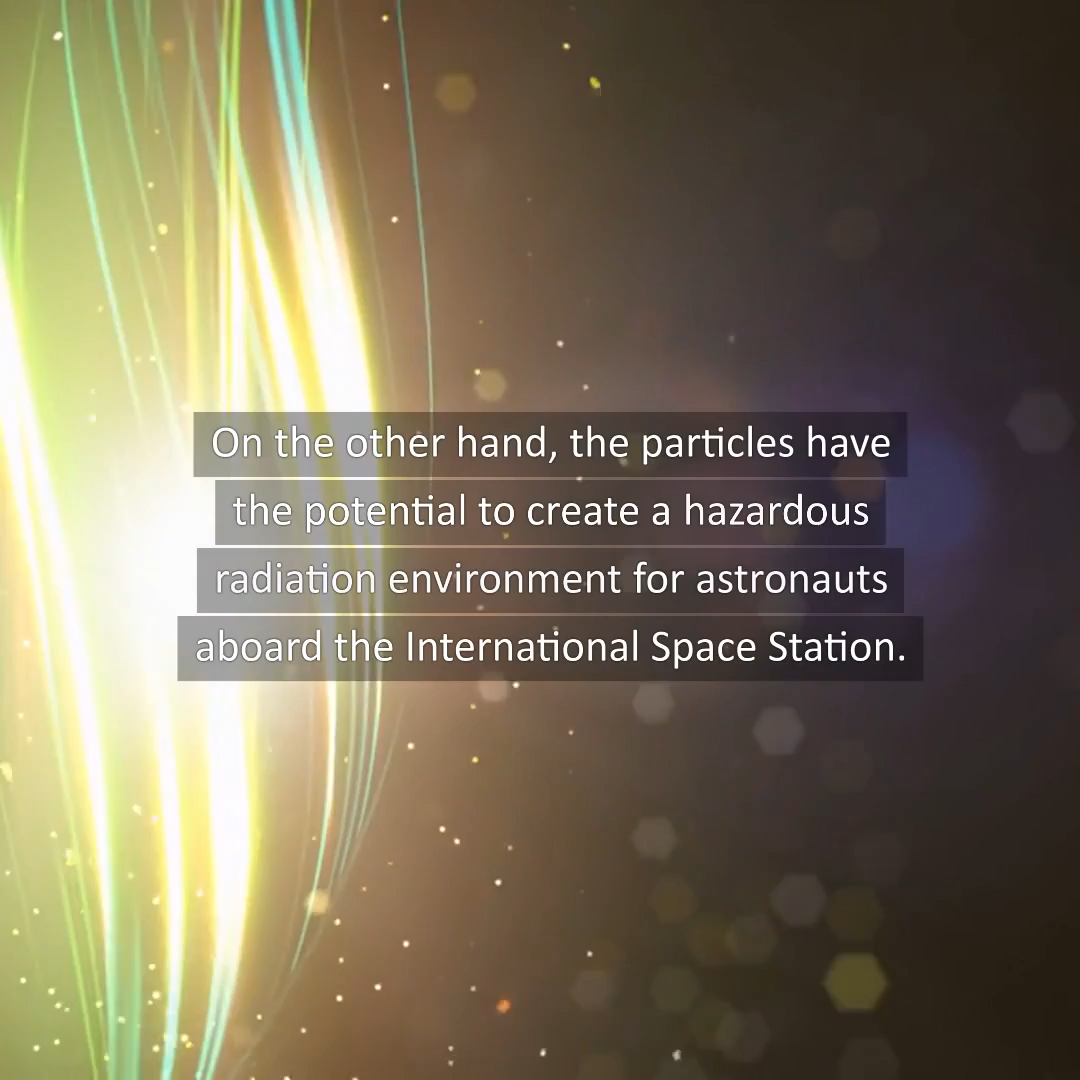 On the other hand, the particles have
the potential to create a hazardous
radiation environment for astronauts
aboard the International Space Station.